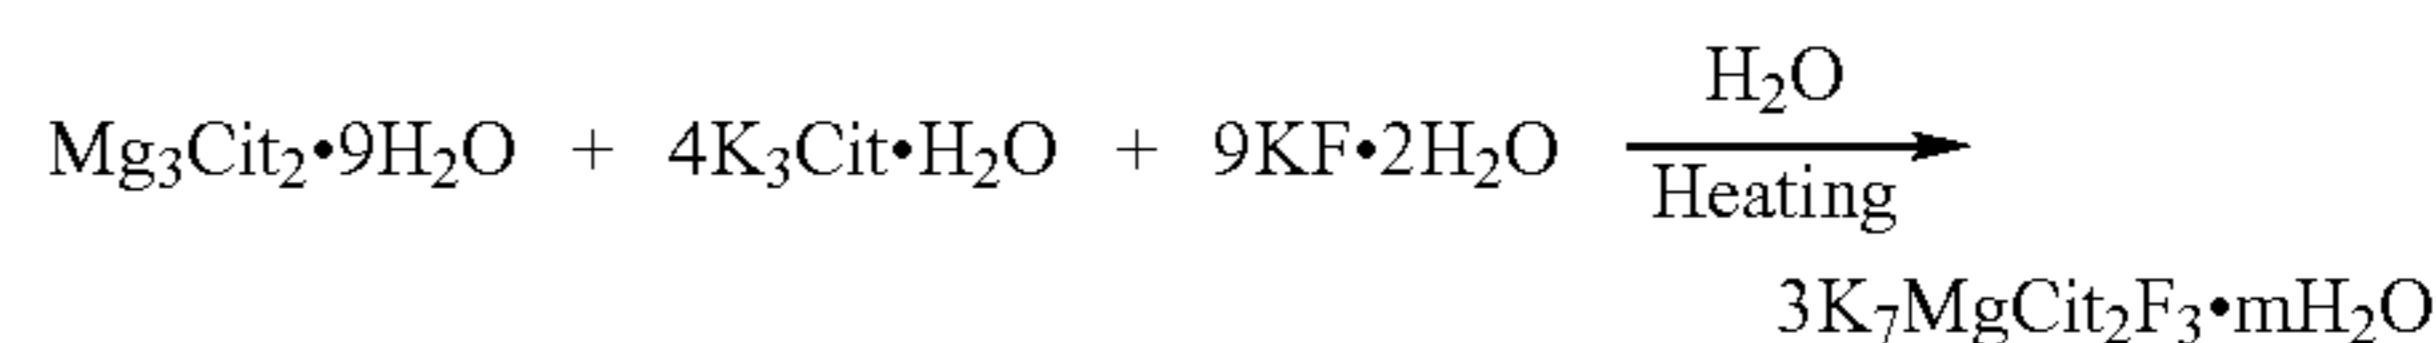 H₂O
Mg₃Cit₂•9H₂O + 4K₃Cit•H₂O + 9KF•2H₂O
Heating
3K₇MgCit₂F₃•mH₂O